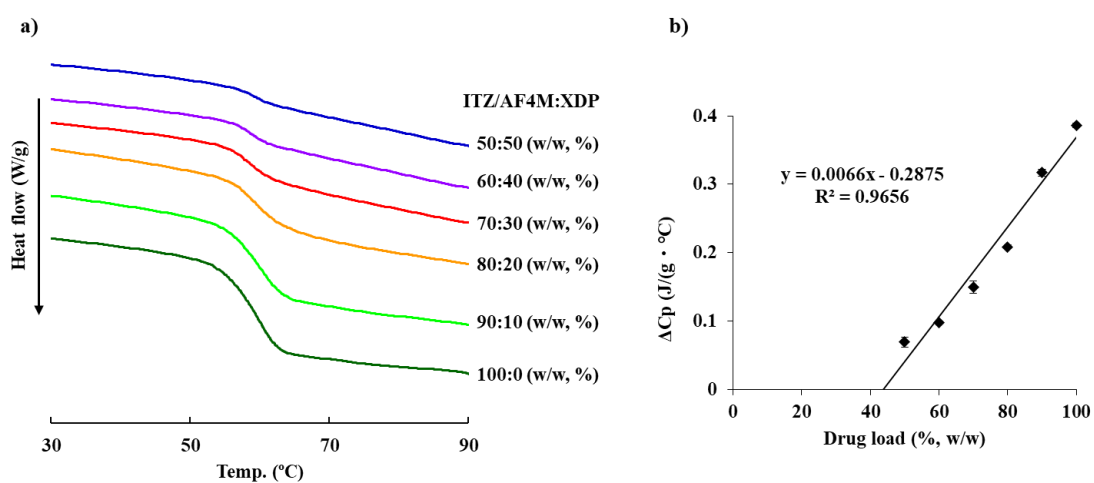 a)
ITZ/AF4M:XDP
50:50 (w/w, %)
60:40 (w/w, %)
70:30 (w/w, %)
80:20 (w/w, %)
90:10 (w/w, %)
100:0 (w/w, %)
Heat flow (W/g)
30 50 70 90
Temp. (ºC)
b)
y = 0.0066x - 0.2875
R² = 0.9656
ΔCp (J/(g・℃)
0.4
0.3
0.2
0.1
0
0 20 40 60 80 100
Drug load (%, w/w)